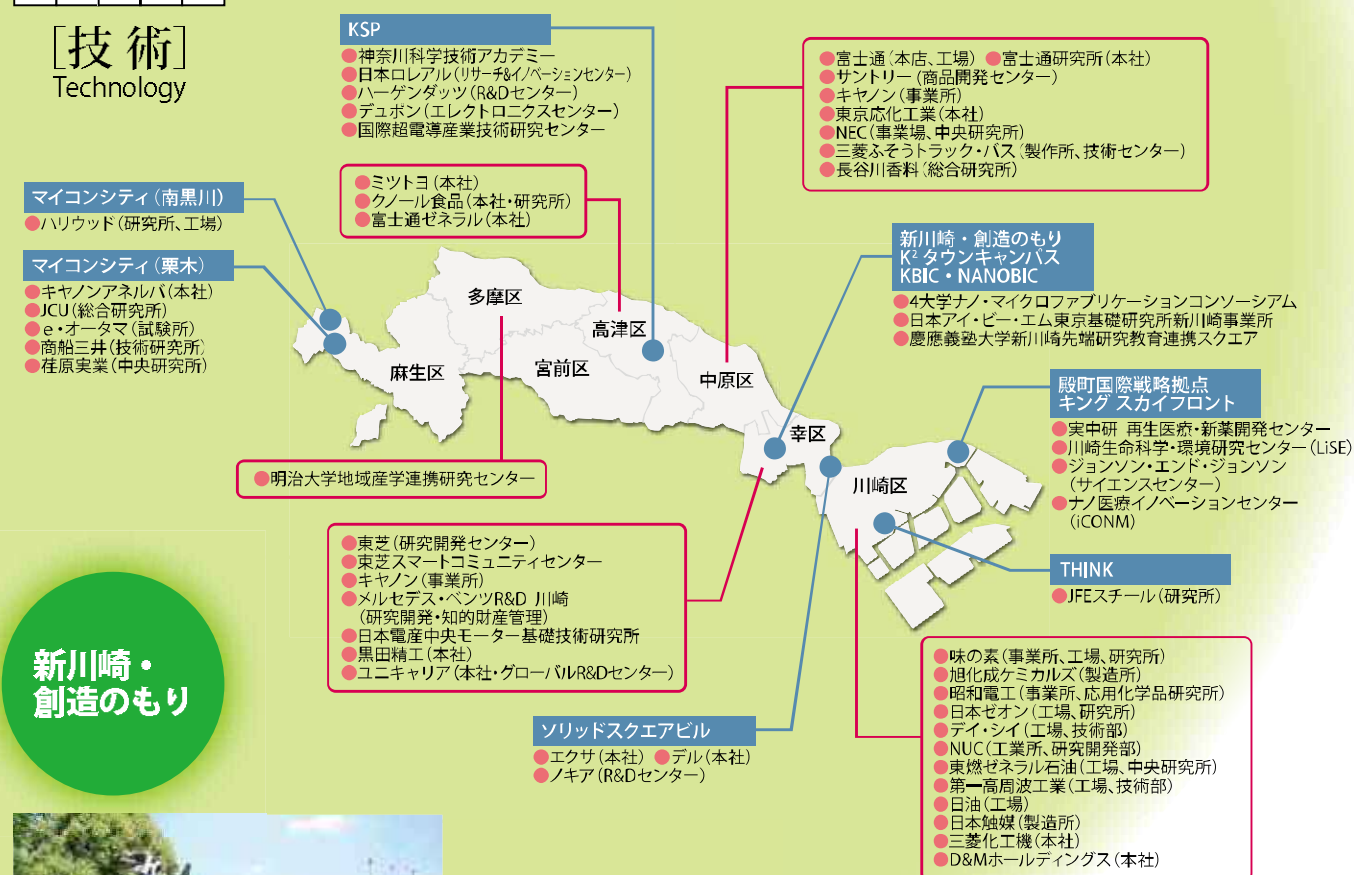 [技術]
Technology
KSP
●神奈川科学技術アカデミー
●日本ロレアル(リサーチ&イノベーションセンター)
●ハーゲンダッツ(R&Dセンター)
●デュポン(エレクトロニクスセンター)
●国際超電導産業技術研究センター
●富士通(本店、工場) ●富士通研究所(本社)
●サントリー(商品開発センター)
●キヤノン(事業所)
●東京応化工業(本社)
●NEC(事業場、中央研究所)
●三菱ふそうトラック・バス(製作所、技術センター)
●長谷川香料(総合研究所)
●ミツトヨ(本社)
●クノール食品(本社・研究所)
●富士通ゼネラル(本社)
マイコンシティ(南黒川)
●ハリウッド(研究所、工場)
マイコンシティ(栗木)
●キヤノンアネルバ(本社)
●JCU(総合研究所)
●e・オータマ(試験所)
●商船三井(技術研究所)
●荏原実業(中央研究所)
新川崎・創造のもり
K² タウンキャンパス
KBIC・NANOBIC
●4大学ナノ・マイクロファブリケーションコンソーシアム
●日本アイ・ビー・エム東京基礎研究所新川崎事業所
●慶應義塾大学新川崎先端研究教育連携スクエア
多摩区
高津区
麻生区
宮前区
中原区
幸区
川崎区
殿町国際戦略拠点
キング スカイフロント
●実中研 再生医療・新薬開発センター
●川崎生命科学・環境研究センター(LiSE)
●ジョンソン・エンド・ジョンソン
(サイエンスセンター)
●ナノ医療イノベーションセンター
(iCONM)
●明治大学地域産学連携研究センター
●東芝(研究開発センター)
●東芝スマートコミュニティセンター
●キヤノン(事業所)
●メルセデス・ベンツR&D 川崎
(研究開発・知的財産管理)
●日本電産中央モーター基礎技術研究所
●黒田精工(本社)
●ユニキャリア(本社・グローバルR&Dセンター)
THINK
●JFEスチール(研究所)
新川崎・
創造のもり
ソリッドスクエアビル
●エクサ(本社) ●デル(本社)
●ノキア(R&Dセンター)
●味の素(事業所、工場、研究所)
●旭化成ケミカルズ(製造所)
●昭和電工(事業所、応用化学品研究所)
●日本ゼオン(工場、研究所)
●デイ・シイ(工場、技術部)
●NUC(工業所、研究開発部)
●東燃ゼネラル石油(工場、中央研究所)
●第一高周波工業(工場、技術部)
●日油(工場)
●日本触媒(製造所)
●三菱化工機(本社)
●D&Mホールディングス(本社)